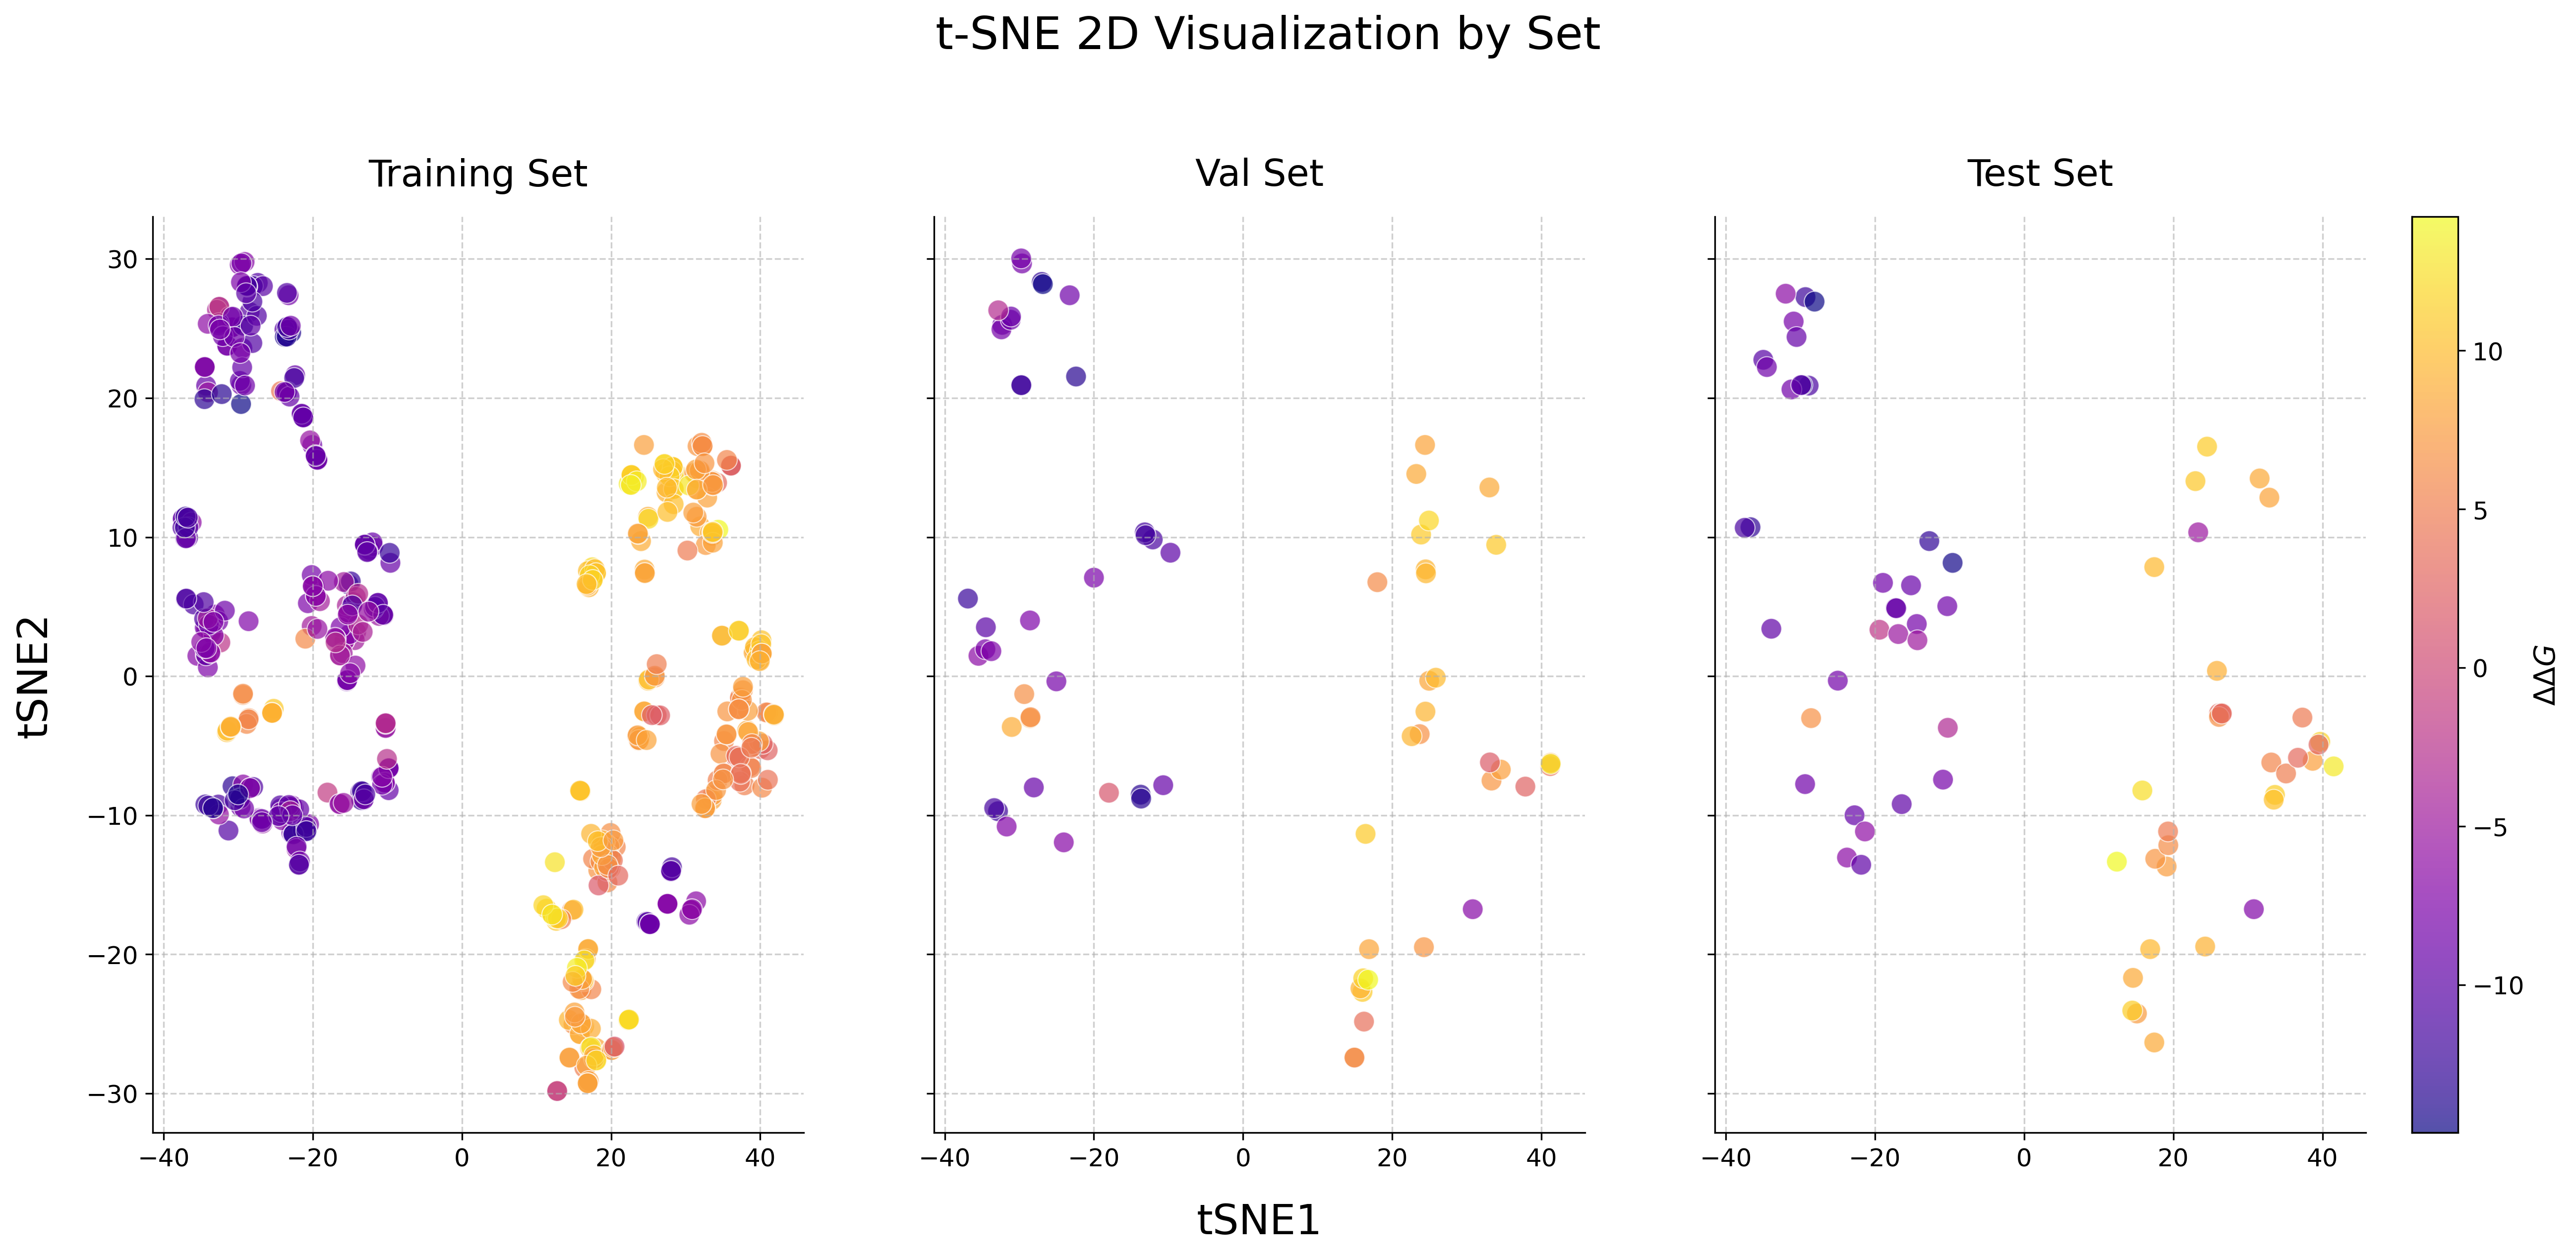 t-SNE 2D Visualization by Set
Training Set
Val Set
Test Set
30
20
10
0
−10
−20
−30
tSNE2
−40 −20 0 20 40
−40 −20 0 20 40
−40 −20 0 20 40
tSNE1
10
5
0
−5
−10
ΔΔG